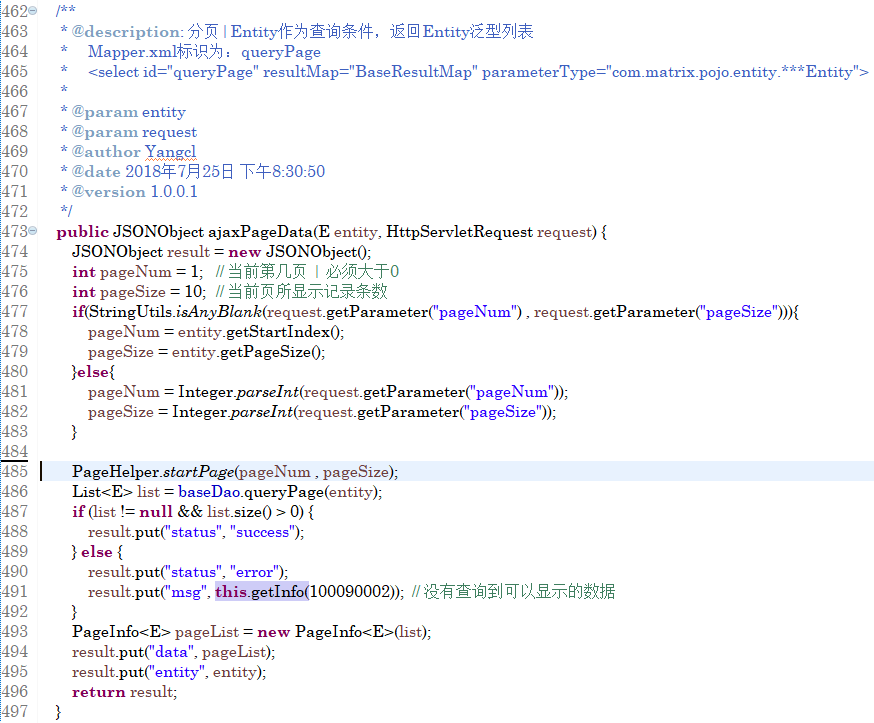 462 /**
463 * @description: 分页 | Entity作为查询条件，返回Entity泛型列表
464 * Mapper.xml标识为：queryPage
465 * <select id="queryPage" resultMap="BaseResultMap" parameterType="com.matrix.pojo.entity.***Entity">
466 *
467 * @param entity
468 * @param request
469 * @author Yangcl
470 * @date 2018年7月25日 下午8:30:50
471 * @version 1.0.0.1
472 */
473 public JSONObject ajaxPageData(E entity, HttpServletRequest request) {
474 JSONObject result = new JSONObject();
475 int pageNum = 1; // 当前第几页 | 必须大于0
476 int pageSize = 10; // 当前页所显示记录条数
477 if(StringUtils.isAnyBlank(request.getParameter("pageNum") , request.getParameter("pageSize"))){
478 pageNum = entity.getStartIndex();
479 pageSize = entity.getPageSize();
480 }else{
481 pageNum = Integer.parseInt(request.getParameter("pageNum"));
482 pageSize = Integer.parseInt(request.getParameter("pageSize"));
483 }
484
485 PageHelper.startPage(pageNum , pageSize);
486 List<E> list = baseDao.queryPage(entity);
487 if (list != null && list.size() > 0) {
488 result.put("status", "success");
489 } else {
490 result.put("status", "error");
491 result.put("msg", this.getInfo(100090002)); // 没有查询到可以显示的数据
492 }
493 PageInfo<E> pageList = new PageInfo<E>(list);
494 result.put("data", pageList);
495 result.put("entity", entity);
496 return result;
497 }